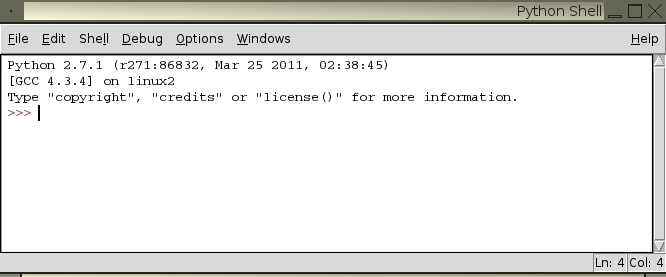 Python Shell
File Edit Shell Debug Options Windows Help
Python 2.7.1 (r271:86832, Mar 25 2011, 02:38:45)
[GCC 4.3.4] on linux2
Type "copyright", "credits" or "license()" for more information.
>>>
Ln: 4 Col: 4